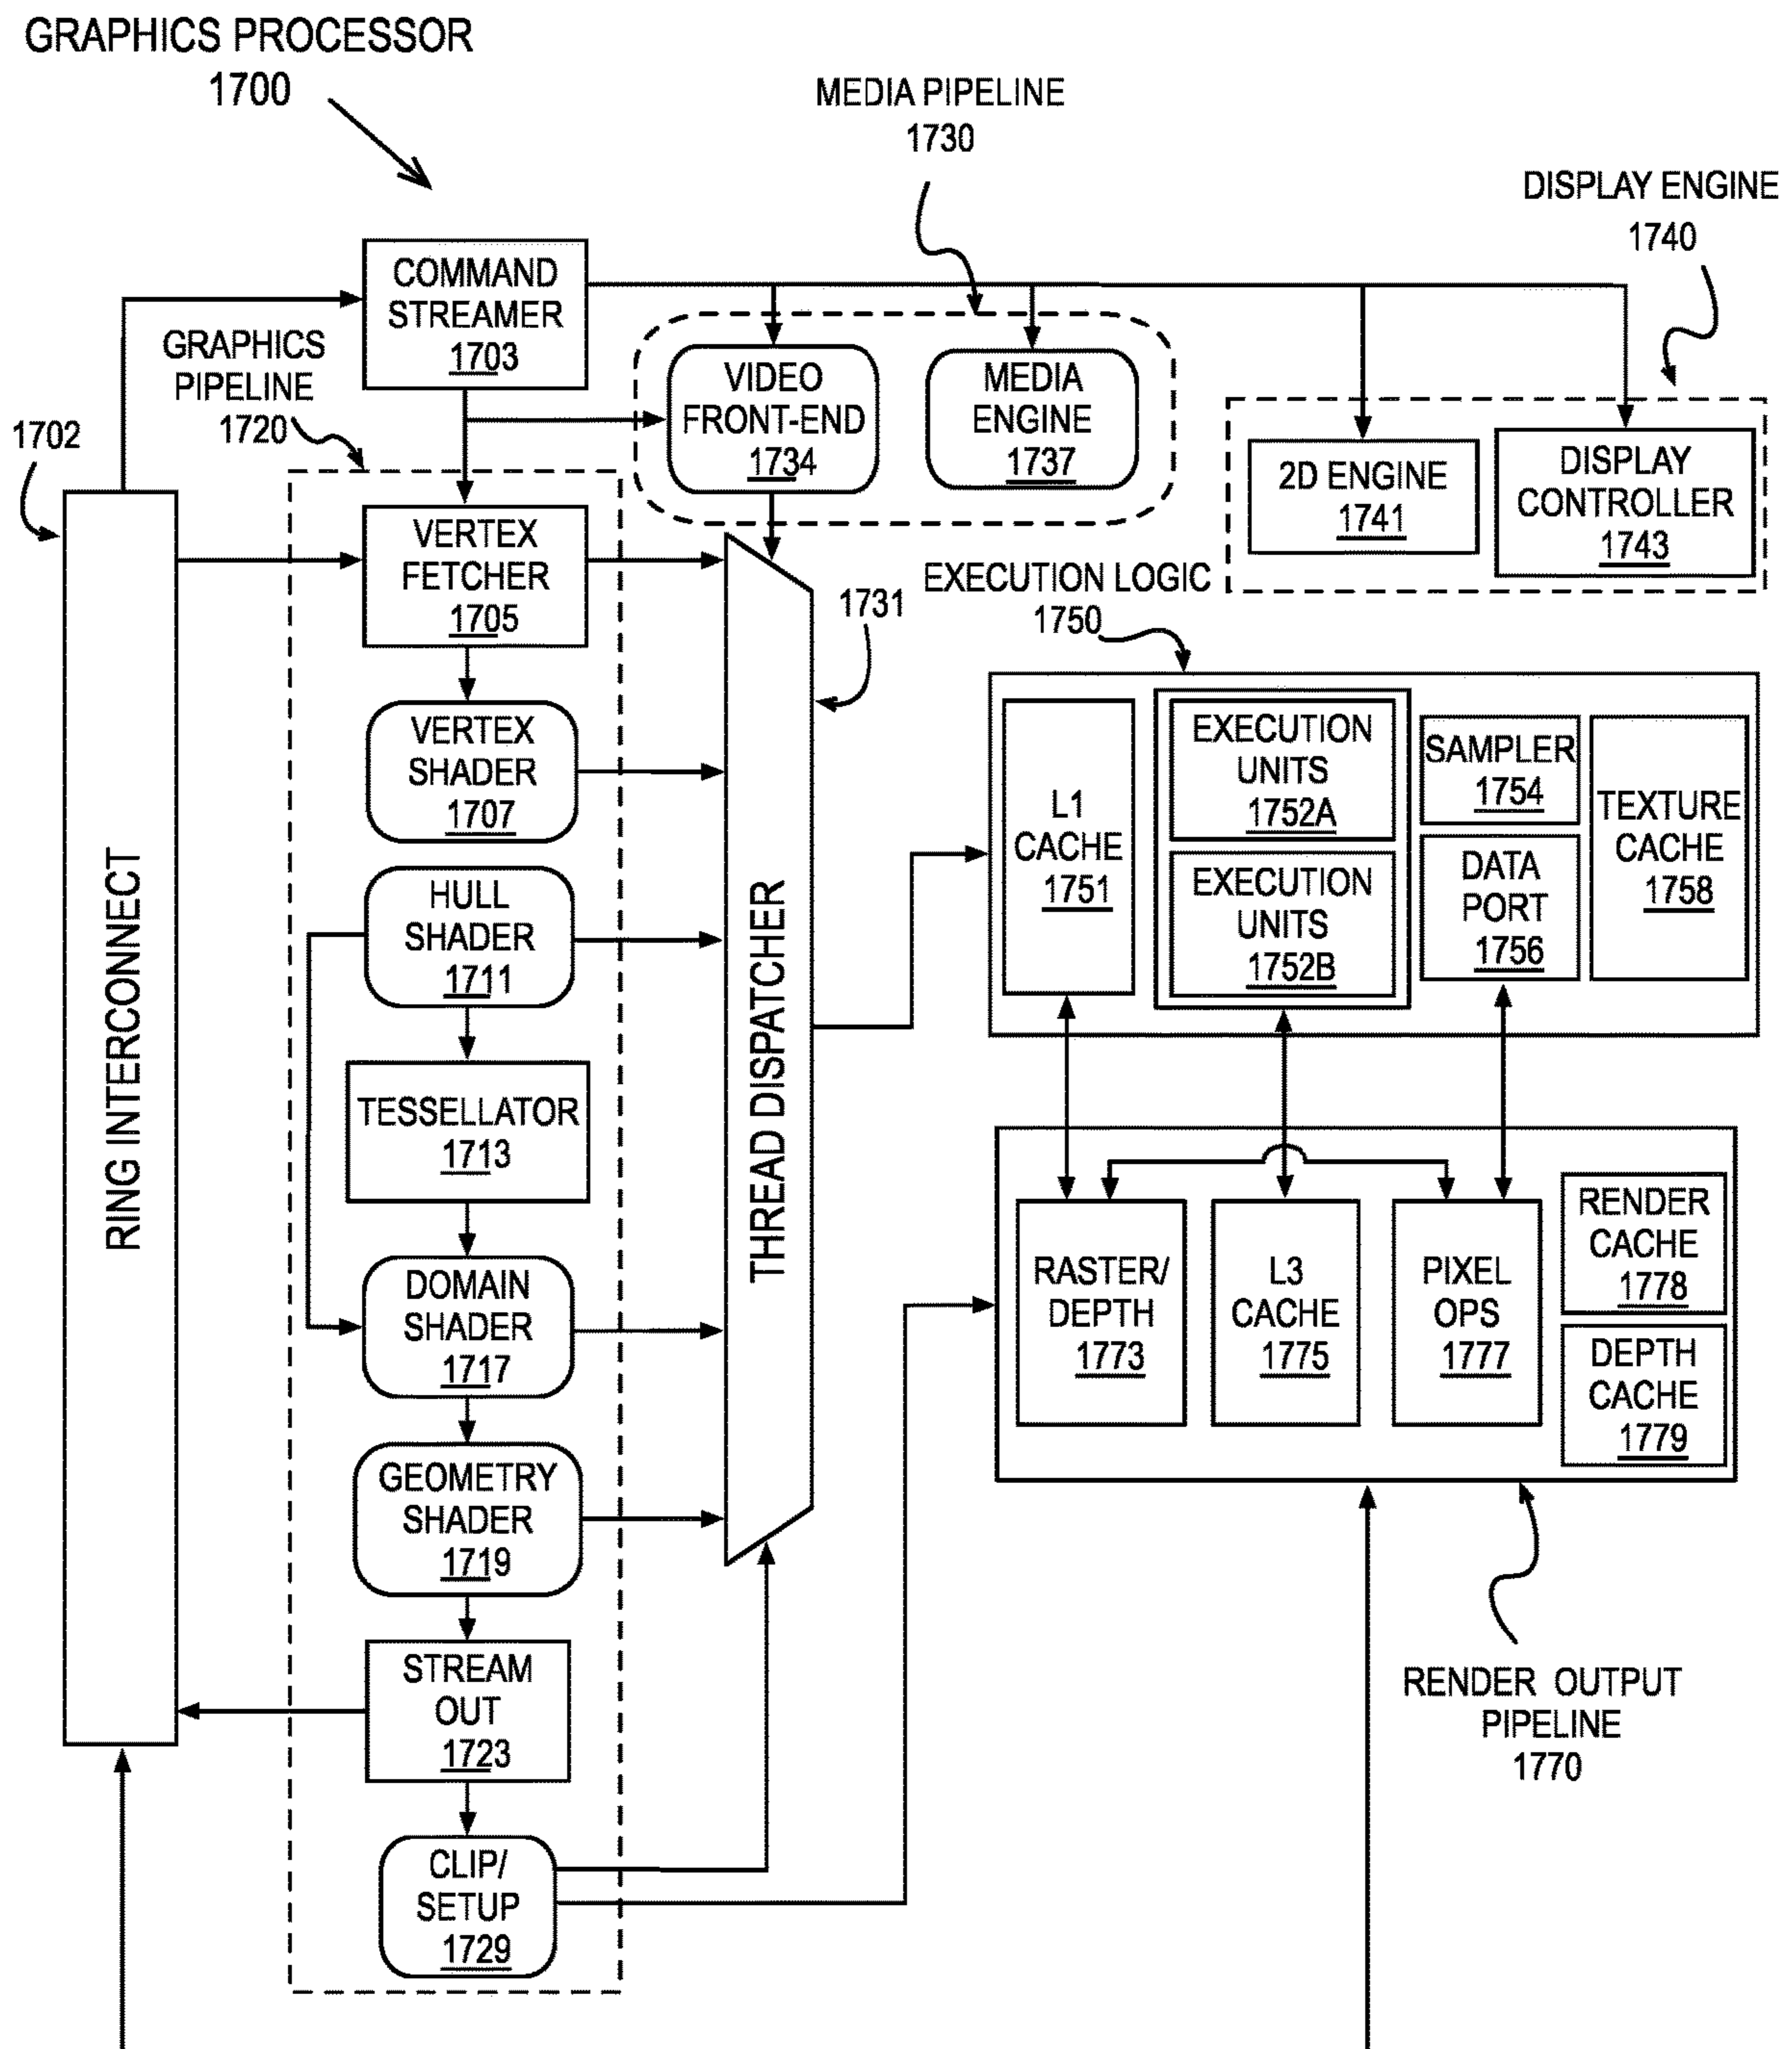 GRAPHICS PROCESSOR
1700
MEDIA PIPELINE
1730
DISPLAY ENGINE
1740
COMMAND
STREAMER
1703
GRAPHICS
PIPELINE
1720
1702
VIDEO
FRONT-END
1734
MEDIA
ENGINE
1737
2D ENGINE
1741
DISPLAY
CONTROLLER
1743
RING INTERCONNECT
VERTEX
FETCHER
1705
VERTEX
SHADER
1707
HULL
SHADER
1711
TESSELLATOR
1713
DOMAIN
SHADER
1717
GEOMETRY
SHADER
1719
STREAM
OUT
1723
CLIP/
SETUP
1729
THREAD DISPATCHER
1731
EXECUTION LOGIC
1750
L1
CACHE
1751
EXECUTION
UNITS
1752A
EXECUTION
UNITS
1752B
SAMPLER
1754
DATA
PORT
1756
TEXTURE
CACHE
1758
RASTER/
DEPTH
1773
L3
CACHE
1775
PIXEL
OPS
1777
RENDER
CACHE
1778
DEPTH
CACHE
1779
RENDER OUTPUT
PIPELINE
1770